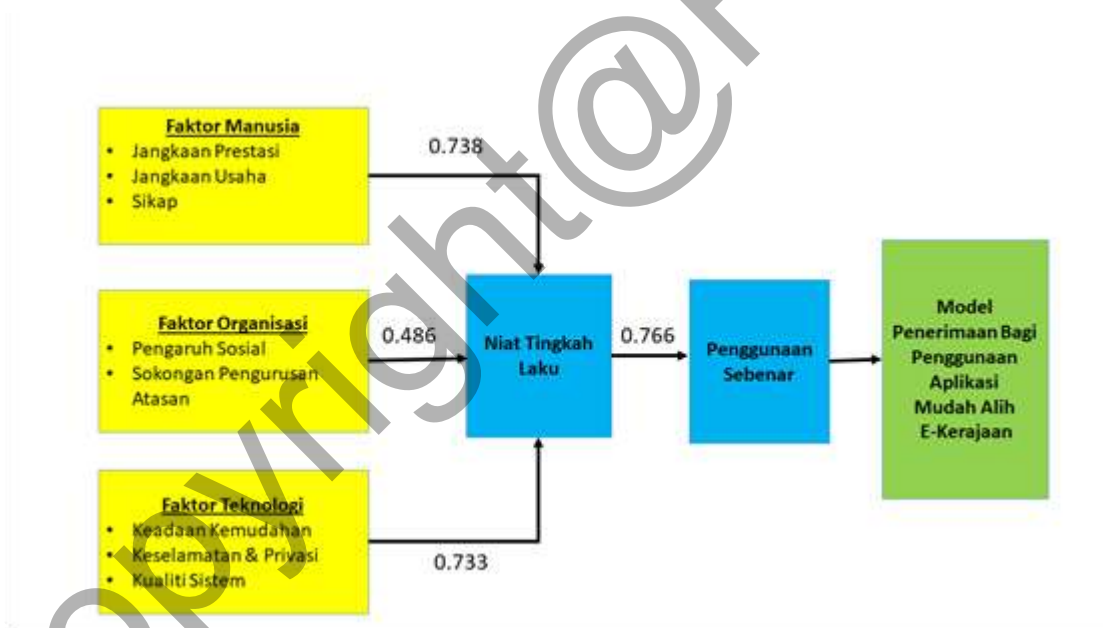 Faktor Manusia
• Jangkaan Prestasi
• Jangkaan Usaha
• Sikap
0.738
Faktor Organisasi
• Pengaruh Sosial
• Sokongan Pengurusan
Atasan
0.486
Faktor Teknologi
• Keadaan Kemudahan
• Keselamatan & Privasi
• Kualiti Sistem
0.733
Niat Tingkah
Laku
0.766
Penggunaan
Sebenar
Model
Penerimaan Bagi
Penggunaan
Aplikasi
Mudah Alih
E-Kerajaan
opyright@